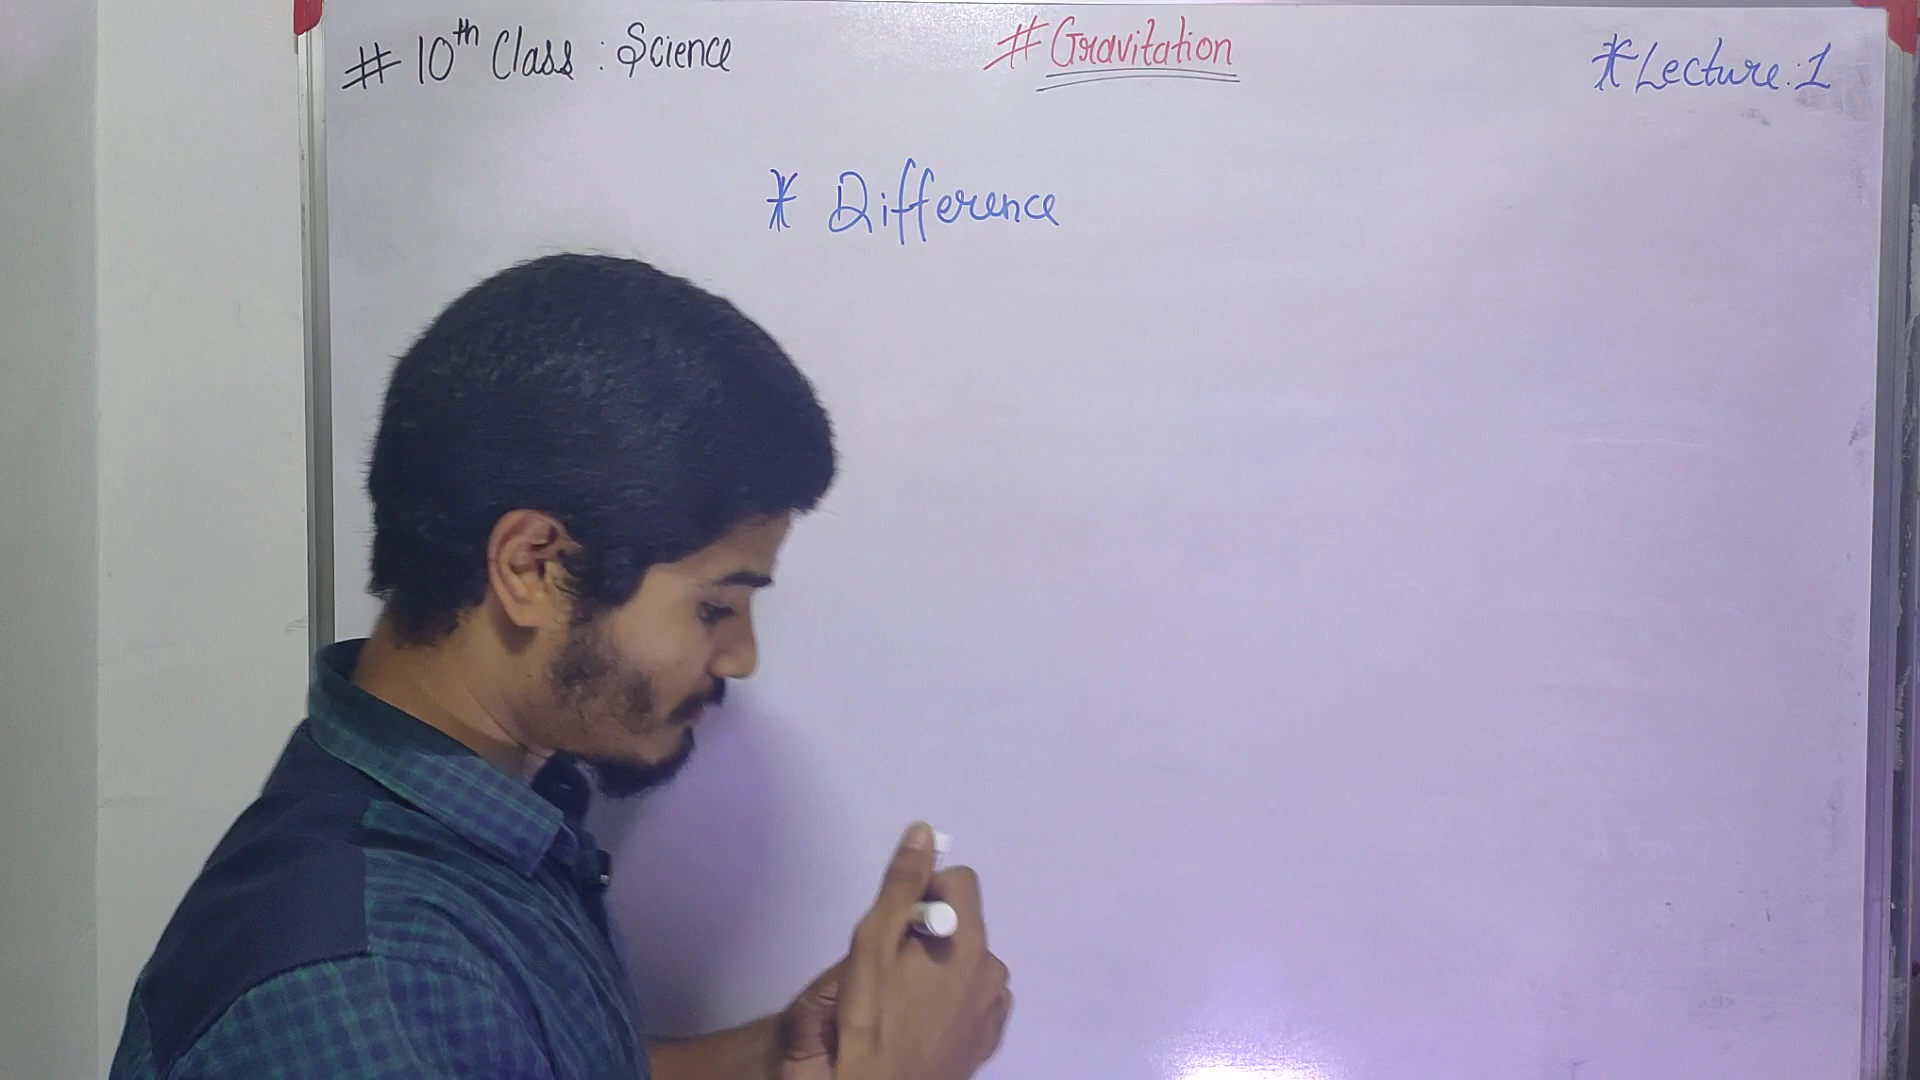 # 10th Class : Science
# Gravitation
* Lecture : 1
* Difference